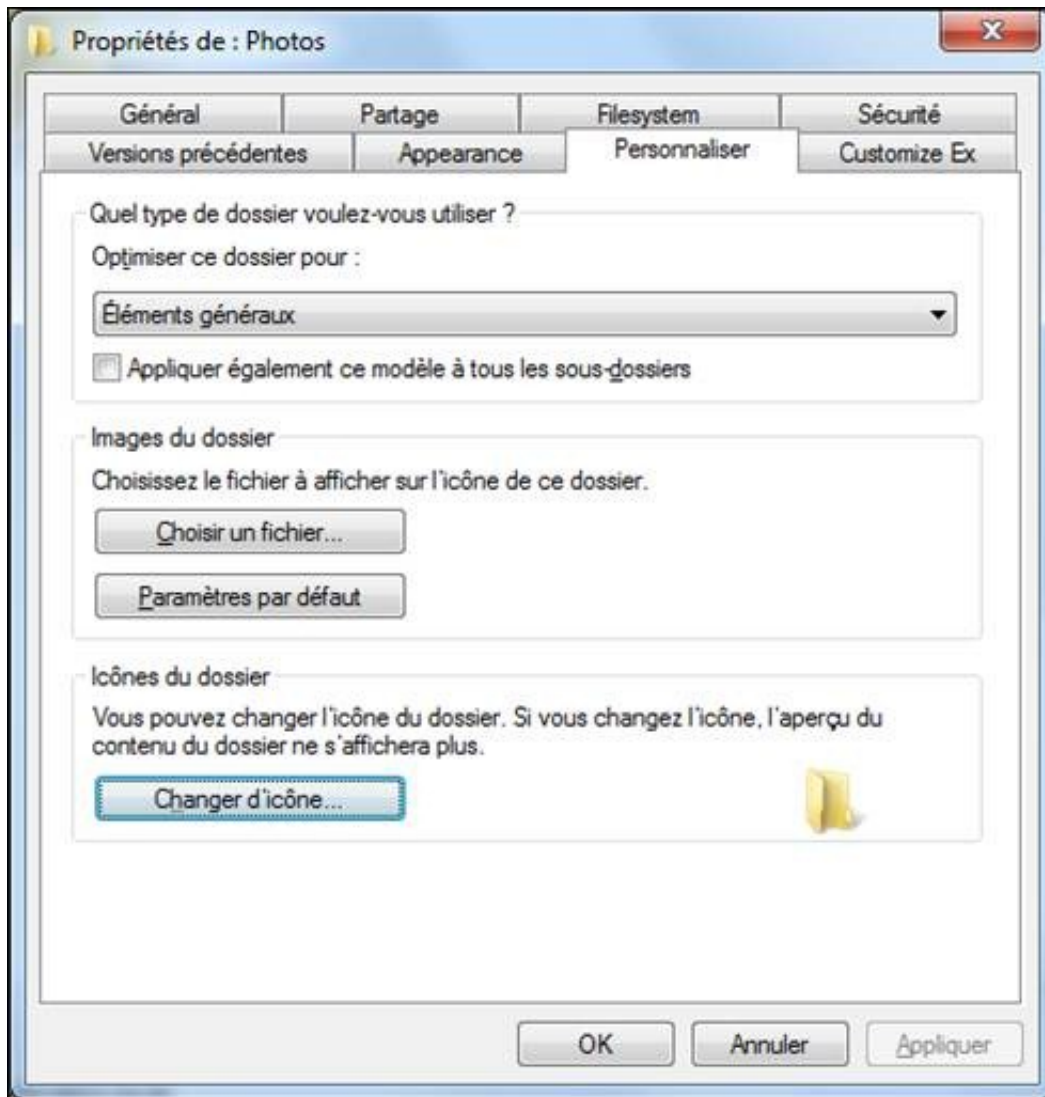 Propriétés de : Photos
Général Partage Filesystem Sécurité
Versions précédentes Appearance Personnaliser Customize Ex
Quel type de dossier voulez-vous utiliser ?
Optimiser ce dossier pour :
Éléments généraux
Appliquer également ce modèle à tous les sous-dossiers
Images du dossier
Choisissez le fichier à afficher sur l'icône de ce dossier.
Choisir un fichier...
Paramètres par défaut
Icônes du dossier
Vous pouvez changer l'icône du dossier. Si vous changez l'icône, l'aperçu du
contenu du dossier ne s'affichera plus.
Changer d'icône...
OK Annuler Appliquer